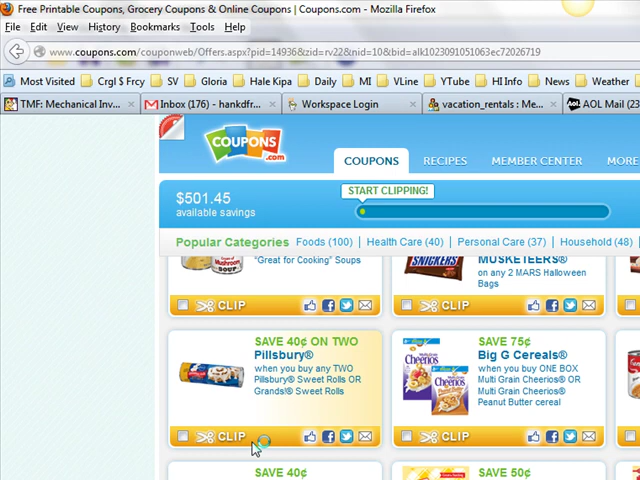 Free Printable Coupons, Grocery Coupons & Online Coupons | Coupons.com - Mozilla Firefox
File Edit View History Bookmarks Tools Help
www.coupons.com/couponweb/Offers.aspx?pid=14936&zid=rv22&nid=10&bid=alk1023091051063ec72026719
Most Visited Crgl $ Frcy SV Gloria Hale Kipa Daily MI VLine YTube HI Info News Weather
TMF: Mechanical Inv... Inbox (176) - hankdfr... Workspace Login vacation_rentals : Me... AOL Mail (23
COUPONS .com
COUPONS RECIPES MEMBER CENTER MORE
START CLIPPING!
$501.45
available savings
Popular Categories Foods (100) Health Care (40) Personal Care (37) Household (48)
"Great for Cooking" Soups
MUSKETEERS®
on any 2 MARS Halloween
Bags
CLIP CLIP
SAVE 40¢ ON TWO
Pillsbury®
when you buy any TWO
Pillsbury® Sweet Rolls OR
Grands!® Sweet Rolls
SAVE 75¢
Big G Cereals®
when you buy ONE BOX
Multi Grain Cheerios® OR
Multi Grain Cheerios®
Peanut Butter cereal
CLIP CLIP
SAVE 40¢ SAVE 50¢